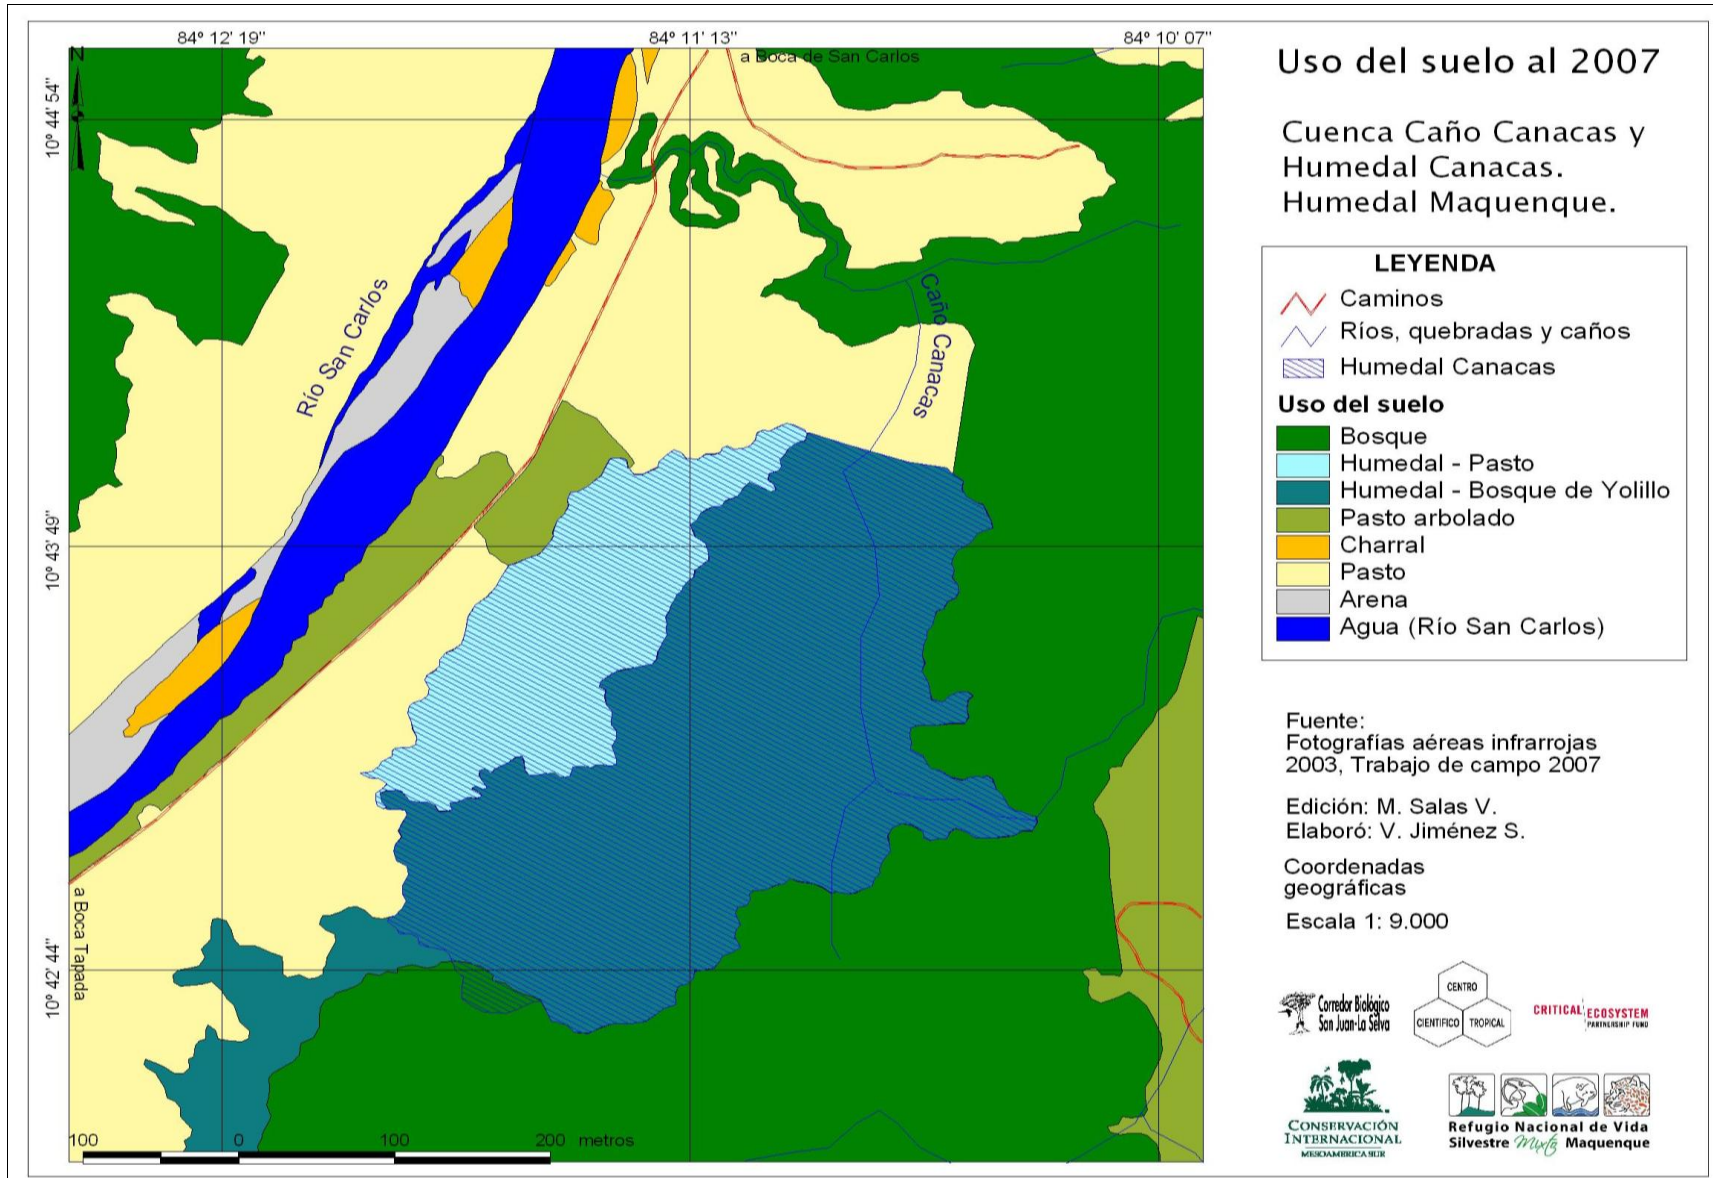 84º 12' 19''
84º 11' 13''
84º 10' 07''
N
a Boca de San Carlos
10º 44' 54''
10º 43' 49''
10º 42' 44''
Río San Carlos
Caño Canacas
a Boca Tapada
100 0 100 200 metros
Uso del suelo al 2007
Cuenca Caño Canacas y
Humedal Canacas.
Humedal Maquenque.
LEYENDA
Caminos
Ríos, quebradas y caños
Humedal Canacas
Uso del suelo
Bosque
Humedal - Pasto
Humedal - Bosque de Yolillo
Pasto arbolado
Charral
Pasto
Arena
Agua (Río San Carlos)
Fuente:
Fotografías aéreas infrarrojas
2003, Trabajo de campo 2007
Edición: M. Salas V.
Elaboró: V. Jiménez S.
Coordenadas
geográficas
Escala 1: 9.000
Corredor Biológico
San Juan-La Selva
CENTRO
CIENTIFICO TROPICAL
CRITICAL ECOSYSTEM
PARTNERSHIP FUND
CONSERVACIÓN
INTERNACIONAL
MESOAMERICA SUR
Refugio Nacional de Vida
Silvestre Mixto Maquenque